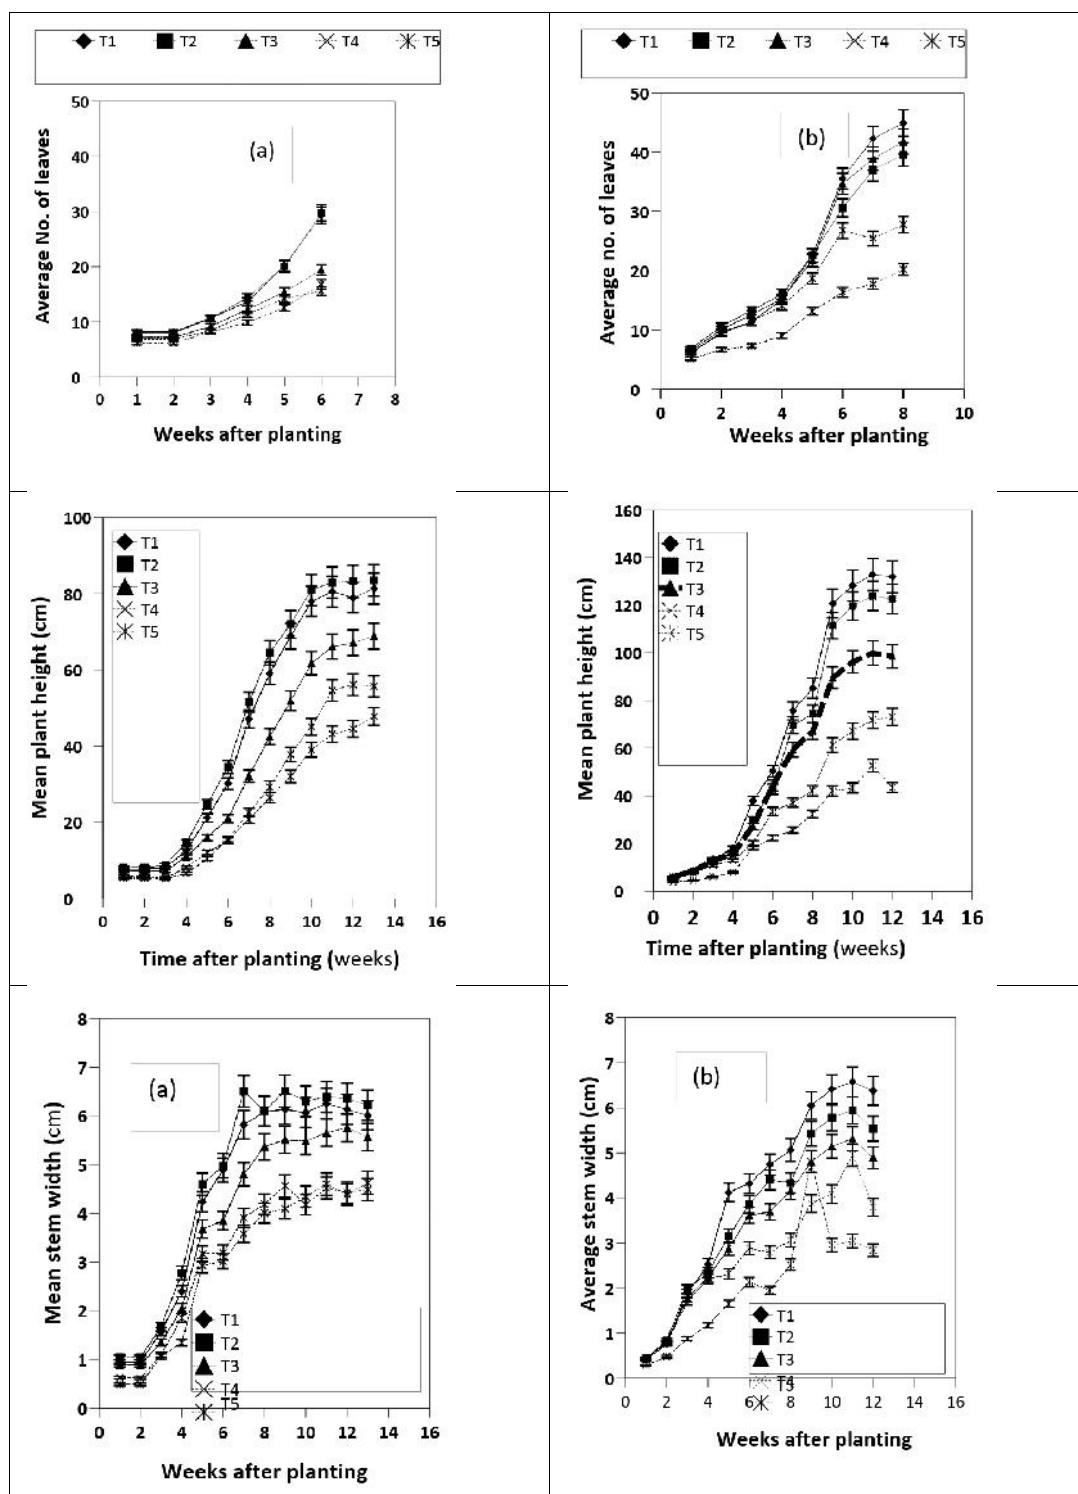 T1 T2 T3 T4 T5
50
40
30
20
10
0
(a)
Average No. of leaves
0 1 2 3 4 5 6 7 8
Weeks after planting
T1 T2 T3 T4 T5
50
40
30
20
10
0
(b)
Average no. of leaves
0 2 4 6 8 10
Weeks after planting
100
80
60
40
20
0
T1
T2
T3
T4
T5
Mean plant height (cm)
0 2 4 6 8 10 12 14 16
Time after planting (weeks)
160
140
120
100
80
60
40
20
0
T1
T2
T3
T4
T5
Mean plant height (cm)
0 2 4 6 8 10 12 14 16
Time after planting (weeks)
8
7
6
5
4
3
2
1
0
(a)
Mean stem width (cm)
T1
T2
T3
T4
T5
0 2 4 6 8 10 12 14 16
Weeks after planting
8
7
6
5
4
3
2
1
0
(b)
Average stem width (cm)
T1
T2
T3
T4
T5
0 2 4 6 8 10 12 14 16
Weeks after planting